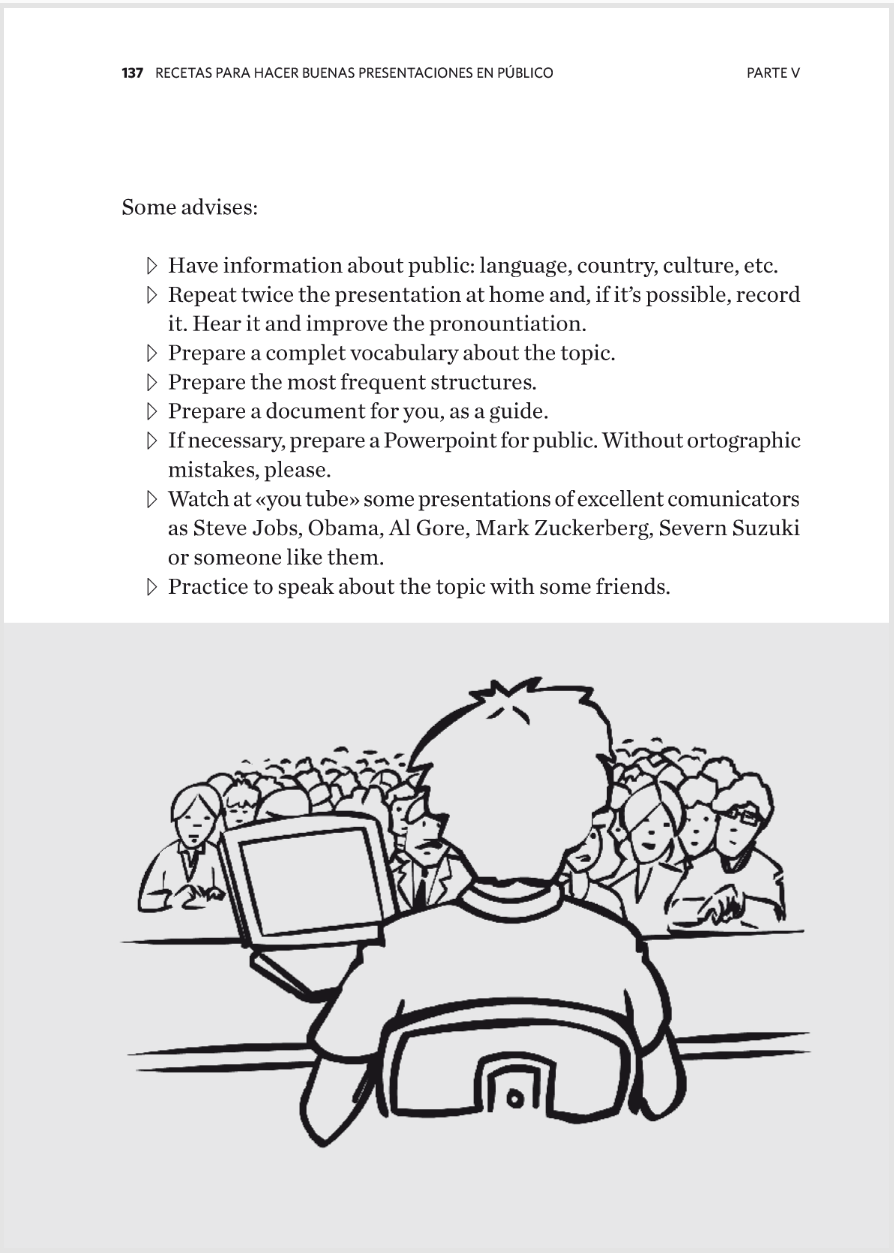 137 RECETAS PARA HACER BUENAS PRESENTACIONES EN PÚBLICO PARTE V
Some advises:
▷ Have information about public: language, country, culture, etc.
▷ Repeat twice the presentation at home and, if it’s possible, record
it. Hear it and improve the pronountiation.
▷ Prepare a complet vocabulary about the topic.
▷ Prepare the most frequent structures.
▷ Prepare a document for you, as a guide.
▷ If necessary, prepare a Powerpoint for public. Without ortographic
mistakes, please.
▷ Watch at «you tube» some presentations of excellent comunicators
as Steve Jobs, Obama, Al Gore, Mark Zuckerberg, Severn Suzuki
or someone like them.
▷ Practice to speak about the topic with some friends.